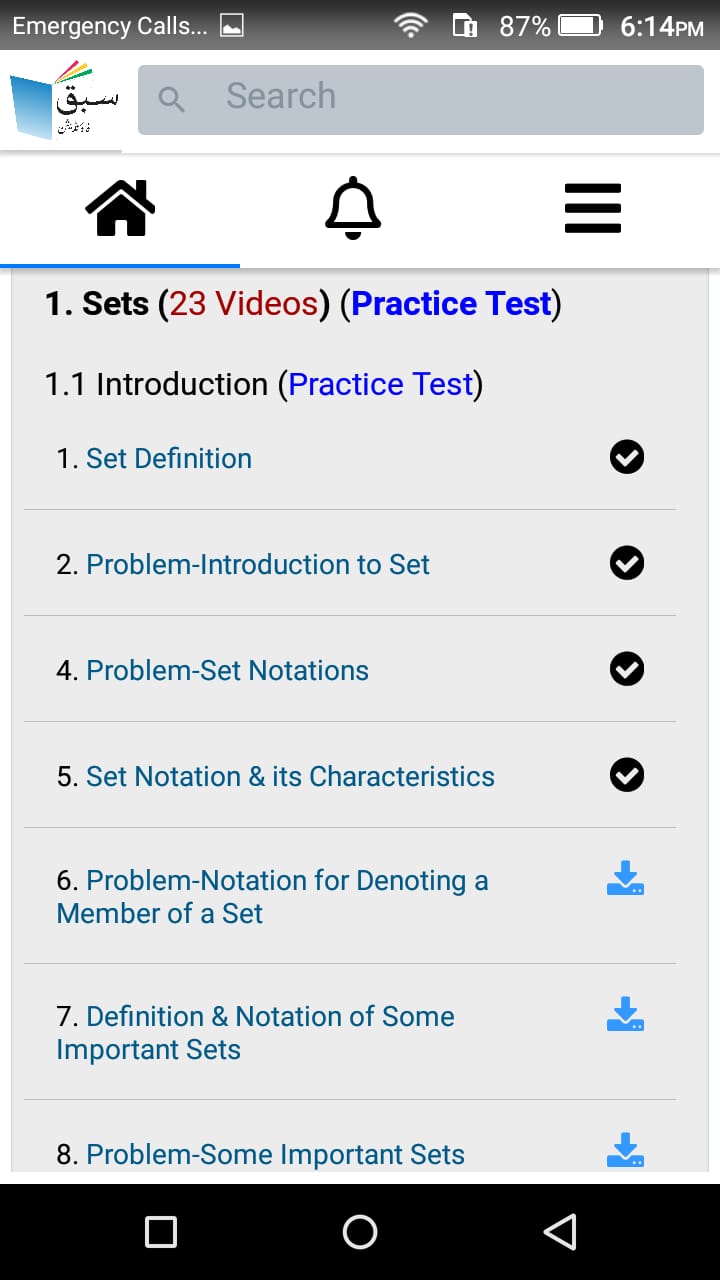 Emergency Calls...
87%
6:14PM
سبق
فاؤنڈیشن
Search
1. Sets (23 Videos) (Practice Test)
1.1 Introduction (Practice Test)
1. Set Definition
2. Problem-Introduction to Set
4. Problem-Set Notations
5. Set Notation & its Characteristics
6. Problem-Notation for Denoting a
Member of a Set
7. Definition & Notation of Some
Important Sets
8. Problem-Some Important Sets